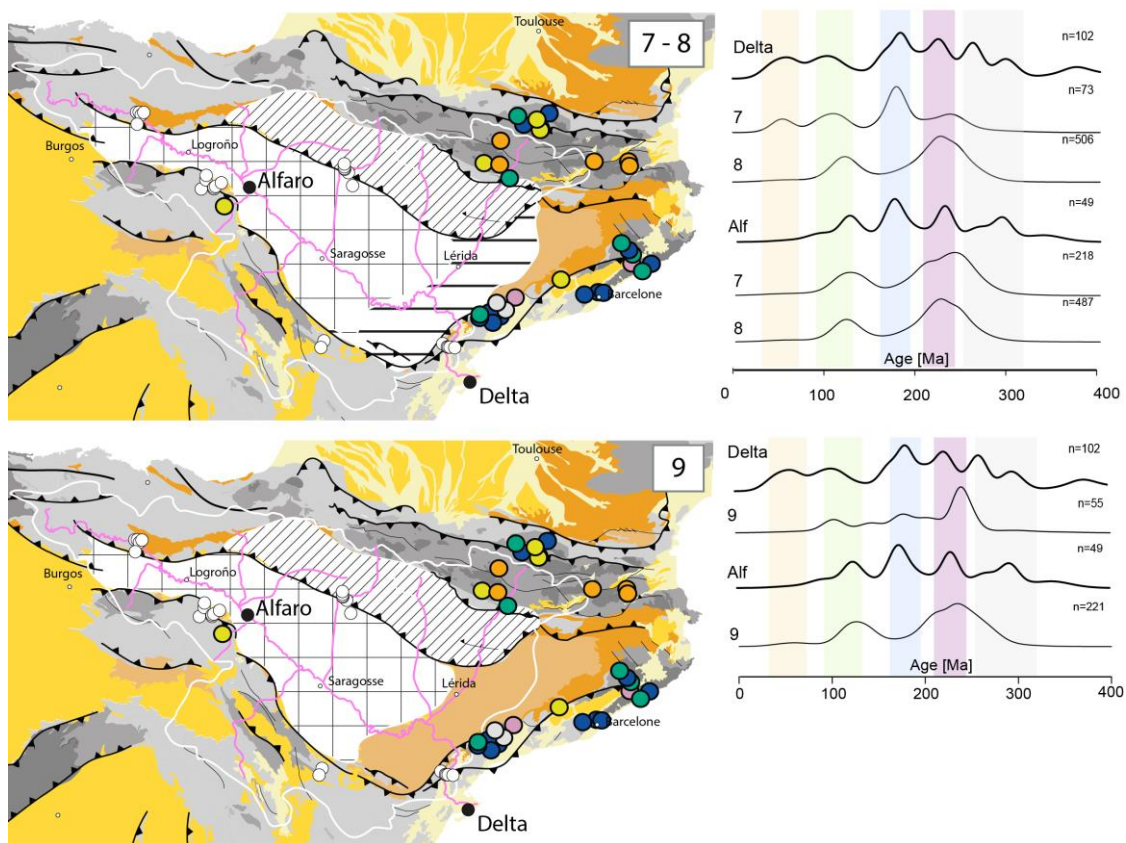 Toulouse
7 - 8
Burgos
Logroño
Alfaro
Saragosse
Lérida
Barcelone
Delta
Delta
n=102
7
n=73
8
n=506
Alf
n=49
7
n=218
8
n=487
Age [Ma]
0 100 200 300 400
Toulouse
9
Burgos
Logroño
Alfaro
Saragosse
Lérida
Barcelone
Delta
Delta
n=102
9
n=55
Alf
n=49
9
n=221
Age [Ma]
0 100 200 300 400